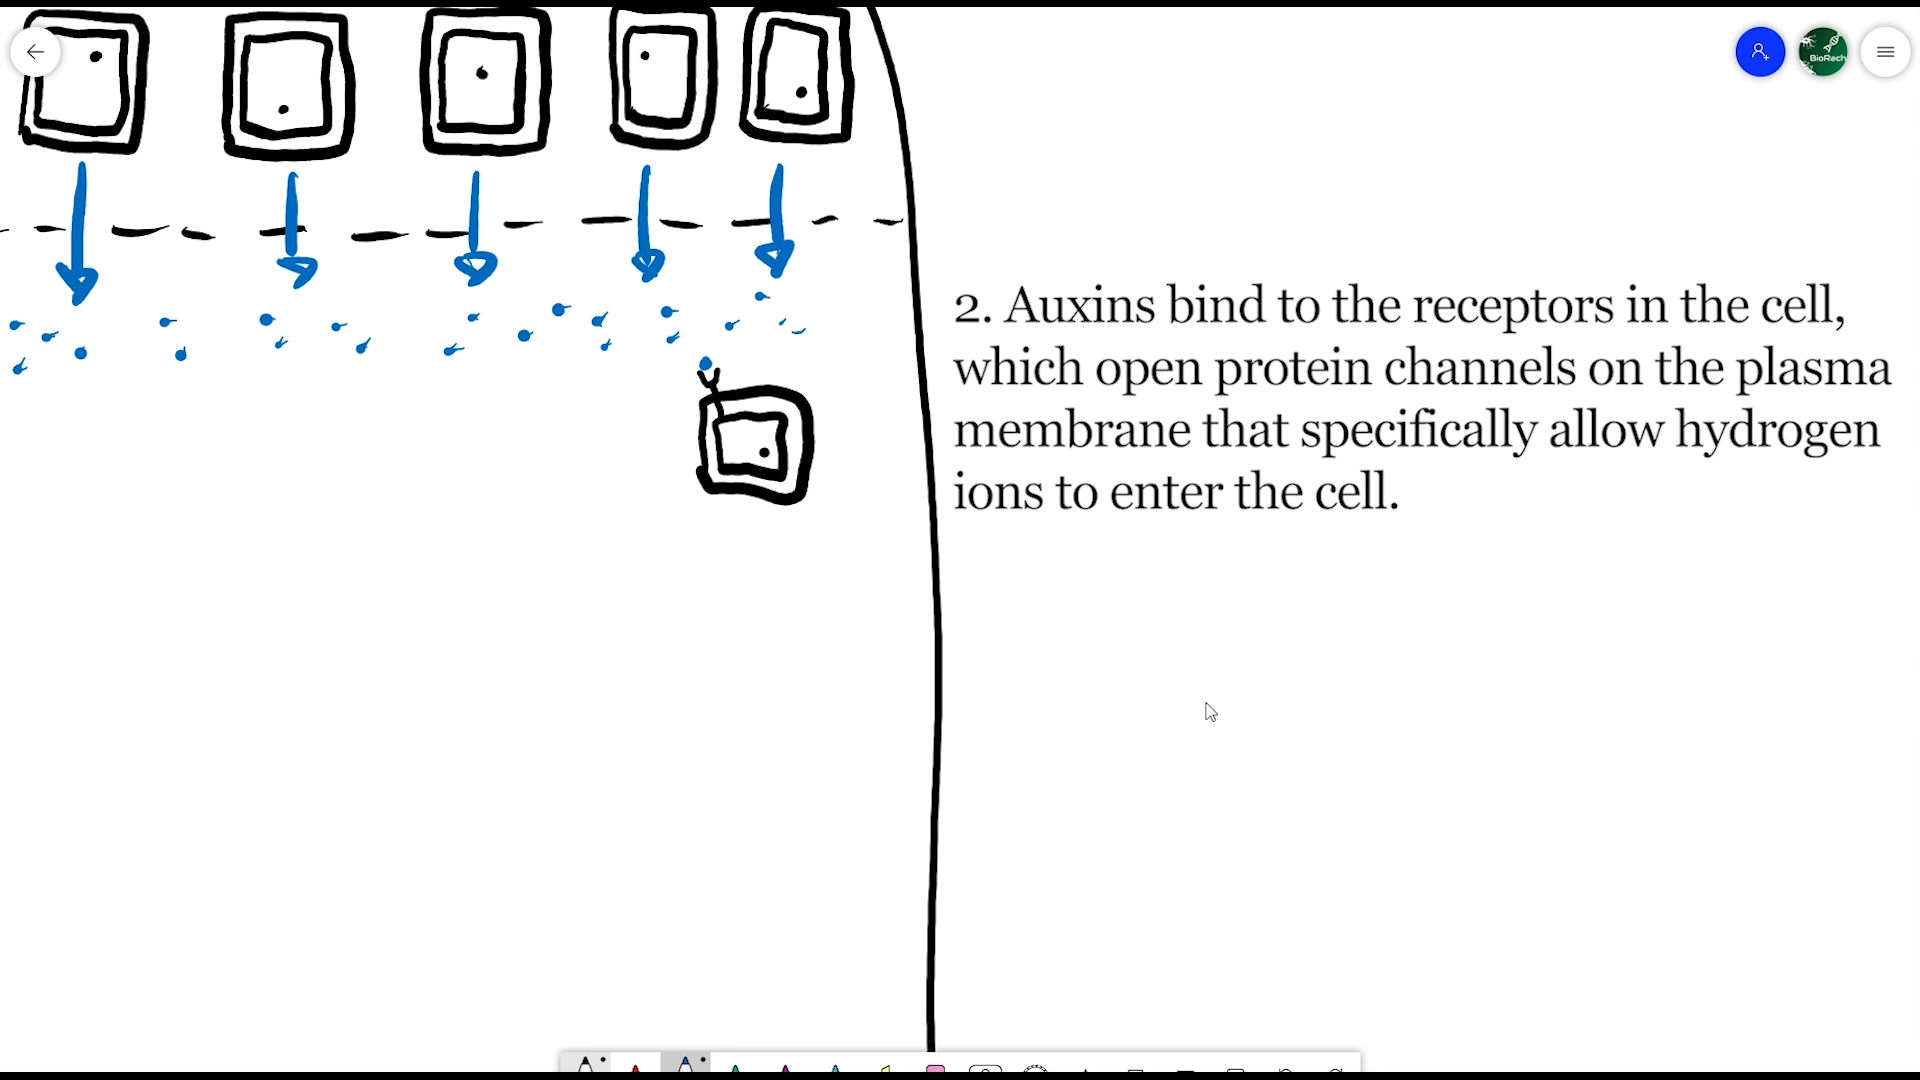 BioRach
2. Auxins bind to the receptors in the cell,
which open protein channels on the plasma
membrane that specifically allow hydrogen
ions to enter the cell.